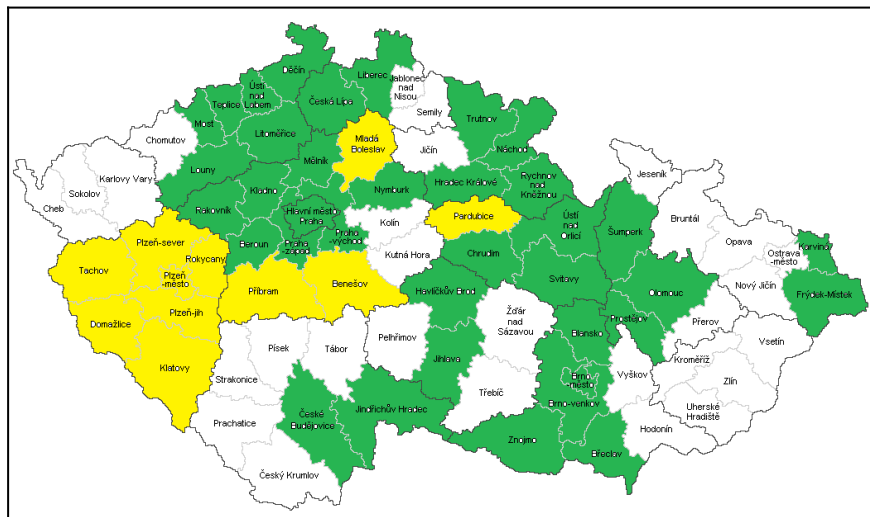 Děčín
Liberec
Jablonec
nad
Nisou
Ústí
nad
Labem
Teplice
Česká Lípa
Semily
Most
Trutnov
Litoměřice
Chomutov
Mladá
Boleslav
Jičín
Náchod
Mělník
Louny
Karlovy Vary
Sokolov
Cheb
Kladno
Nymburk
Hradec Králové
Rychnov
nad
Kněžnou
Jeseník
Rakovník
Hlavní město
Praha
Kolín
Pardubice
Ústí
nad
Orlicí
Šumperk
Bruntál
Praha
-východ
Beroun
Praha
-západ
Plzeň-sever
Rokycany
Kutná Hora
Chrudim
Opava
Ostrava
-město
Karviná
Tachov
Plzeň
-město
Svitavy
Benešov
Příbram
Havlíčkův Brod
Olomouc
Nový Jičín
Frýdek-Místek
Domažlice
Plzeň-jih
Žďár
nad
Sázavou
Prostějov
Přerov
Pelhřimov
Blansko
Vsetín
Písek
Tábor
Jihlava
Kroměříž
Klatovy
Vyškov
Strakonice
Brno-
město
Zlín
Třebíč
Brno-venkov
Jindřichův Hradec
Uherské
Hradiště
České
Budějovice
Prachatice
Hodonín
Znojmo
Břeclav
Český Krumlov